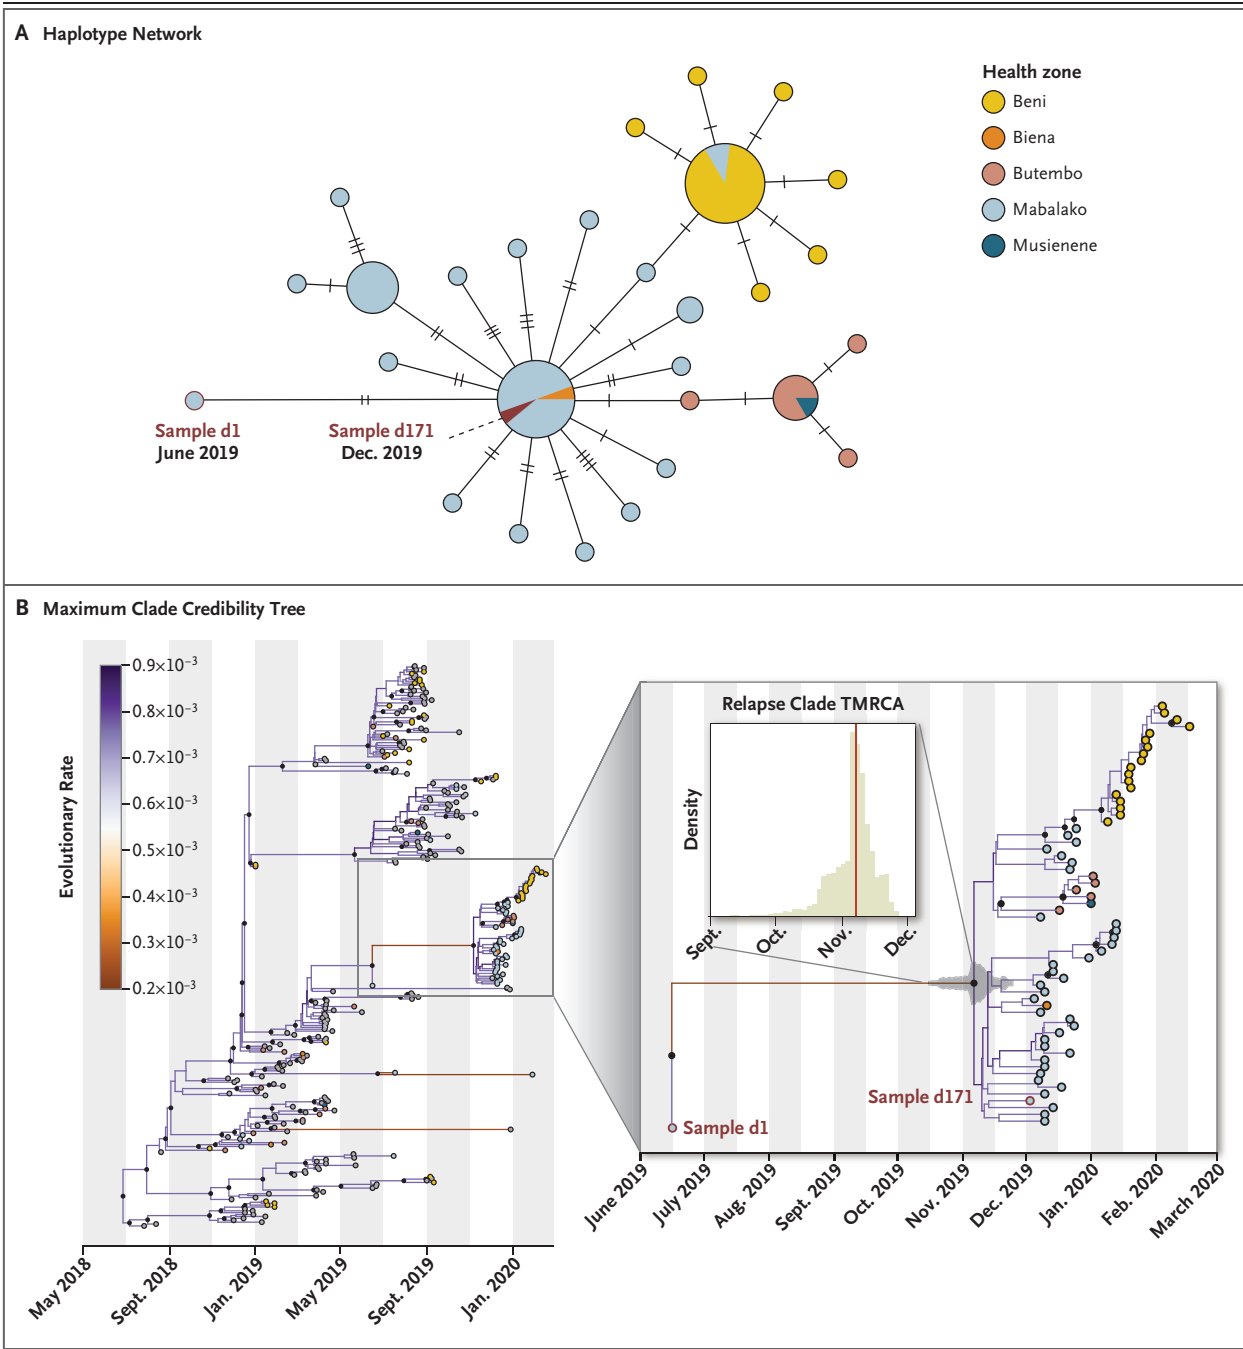 A Haplotype Network
Health zone
Beni
Biena
Butembo
Mabalako
Musienene
Sample d1
June 2019
Sample d171
Dec. 2019
B Maximum Clade Credibility Tree
Evolutionary Rate
0.9×10⁻³
0.8×10⁻³
0.7×10⁻³
0.6×10⁻³
0.5×10⁻³
0.4×10⁻³
0.3×10⁻³
0.2×10⁻³
May 2018
Sept. 2018
Jan. 2019
May 2019
Sept. 2019
Jan. 2020
Relapse Clade TMRCA
Density
Sept.
Oct.
Nov.
Dec.
Sample d171
Sample d1
June 2019
July 2019
Aug. 2019
Sept. 2019
Oct. 2019
Nov. 2019
Dec. 2019
Jan. 2020
Feb. 2020
March 2020